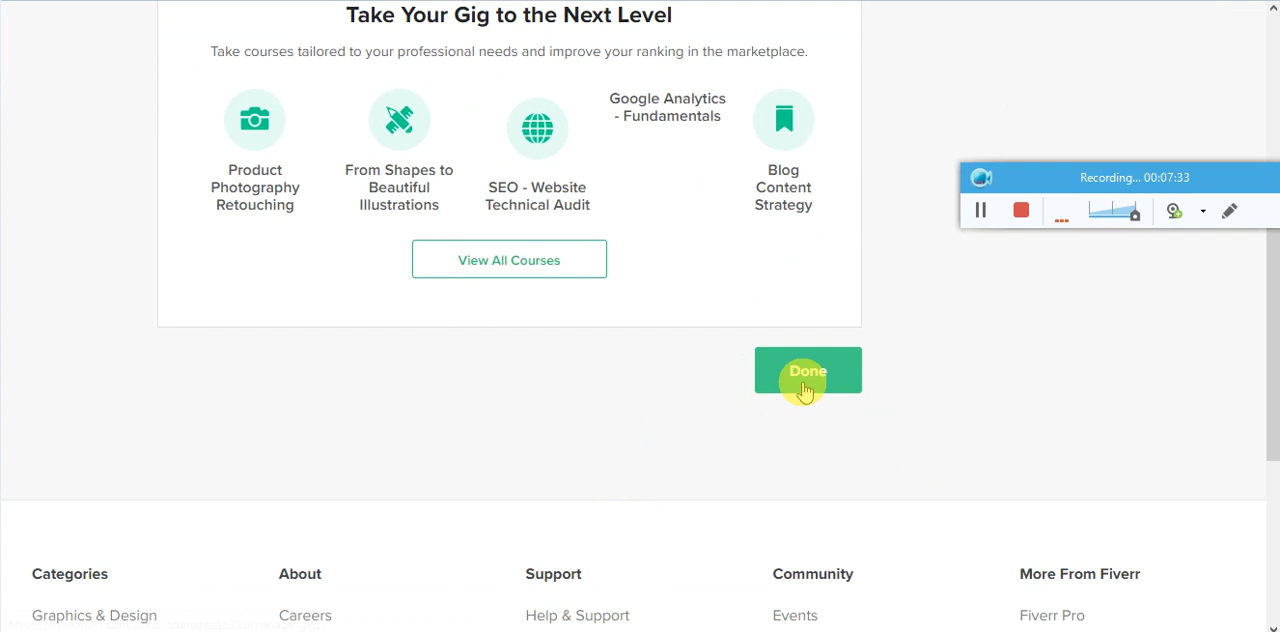 Take Your Gig to the Next Level
Take courses tailored to your professional needs and improve your ranking in the marketplace.
Product
Photography
Retouching
From Shapes to
Beautiful
Illustrations
SEO - Website
Technical Audit
Google Analytics
- Fundamentals
Blog
Content
Strategy
View All Courses
Recording... 00:07:33
Done
Categories
About
Support
Community
More From Fiverr
Graphics & Design
Careers
Help & Support
Events
Fiverr Pro